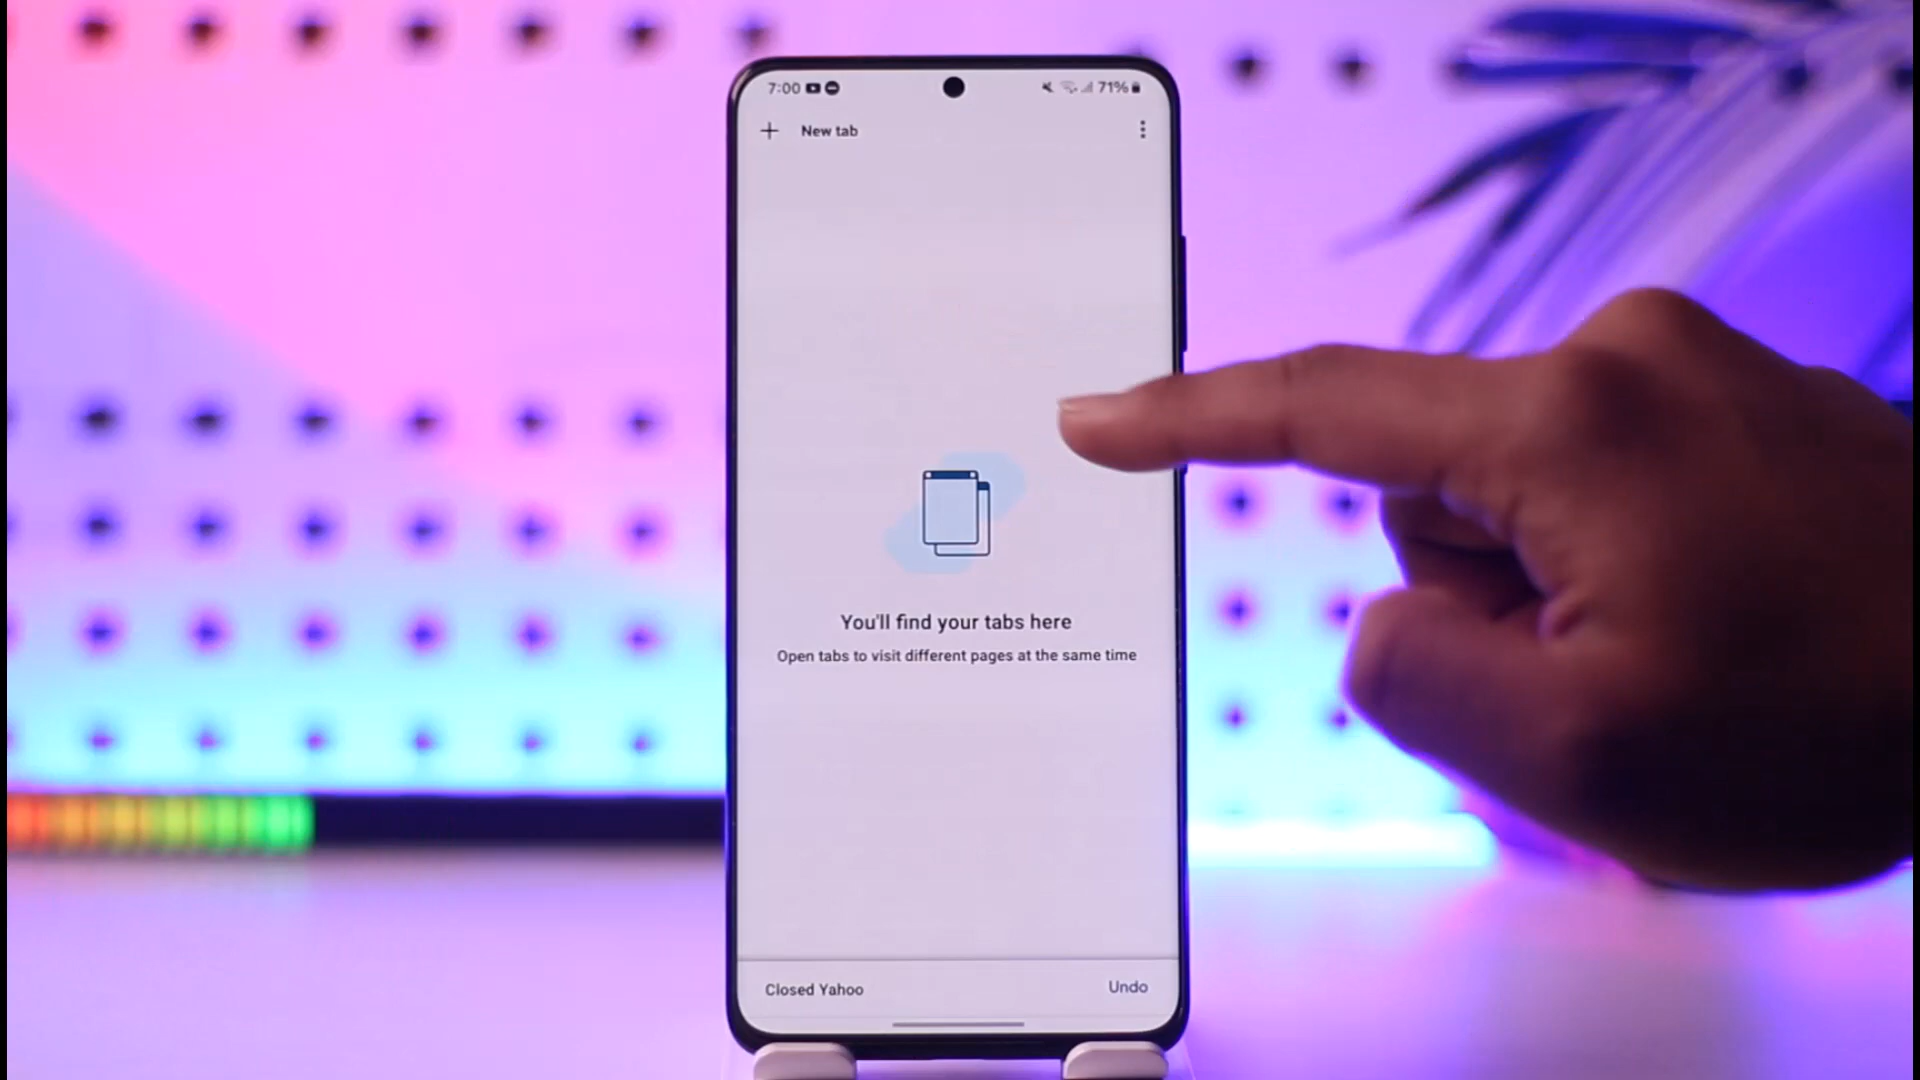 7:00 71%
New tab
You'll find your tabs here
Open tabs to visit different pages at the same time
Closed Yahoo Undo